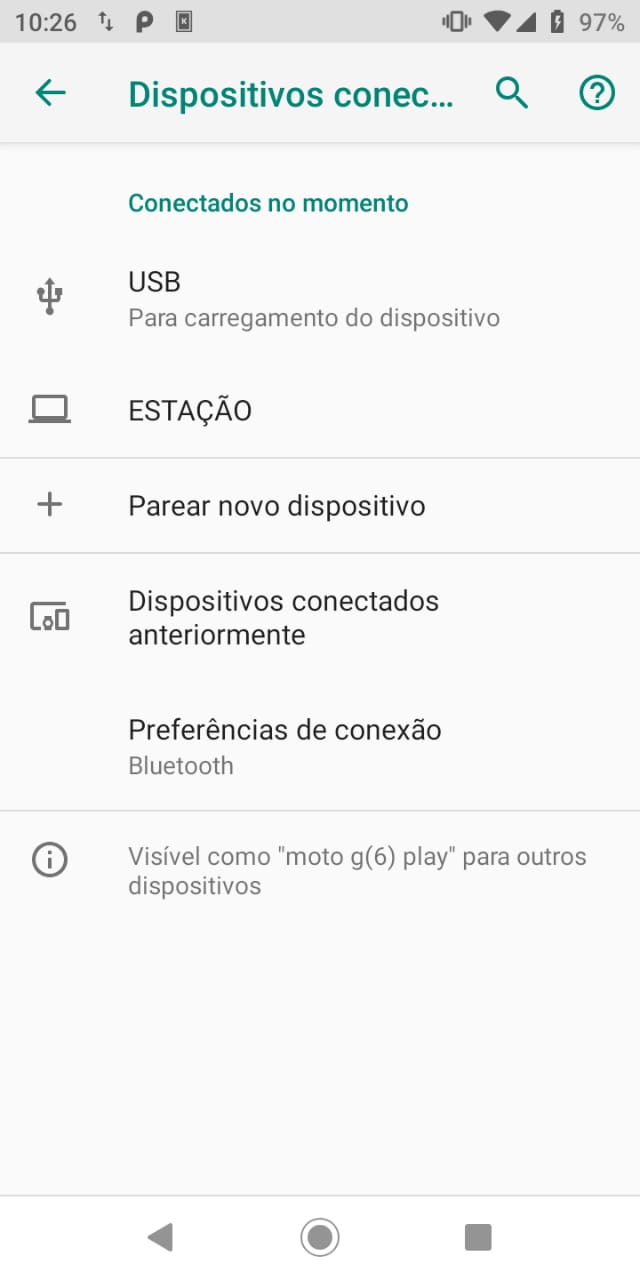 10:26 97%
Dispositivos conec...
Conectados no momento
USB
Para carregamento do dispositivo
ESTAÇÃO
Parear novo dispositivo
Dispositivos conectados
anteriormente
Preferências de conexão
Bluetooth
Visível como "moto g(6) play" para outros
dispositivos